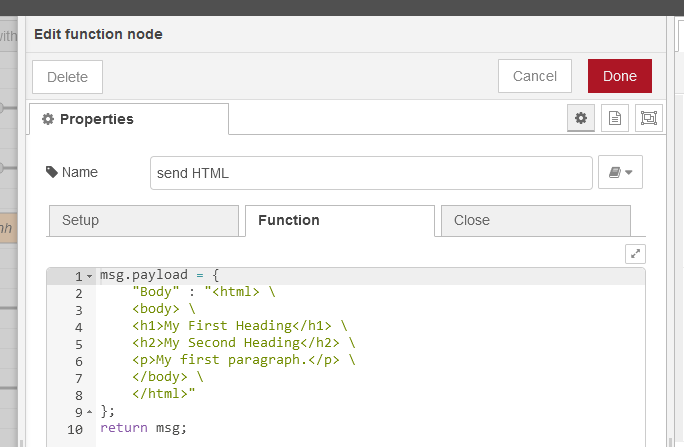 with
Edit function node
Delete
Cancel
Done
Properties
Name
send HTML
Setup
Function
Close
nh
1 msg.payload = {
2 "Body" : "<html> \
3 <body> \
4 <h1>My First Heading</h1> \
5 <h2>My Second Heading</h2> \
6 <p>My first paragraph.</p> \
7 </body> \
8 </html>"
9 };
10 return msg;